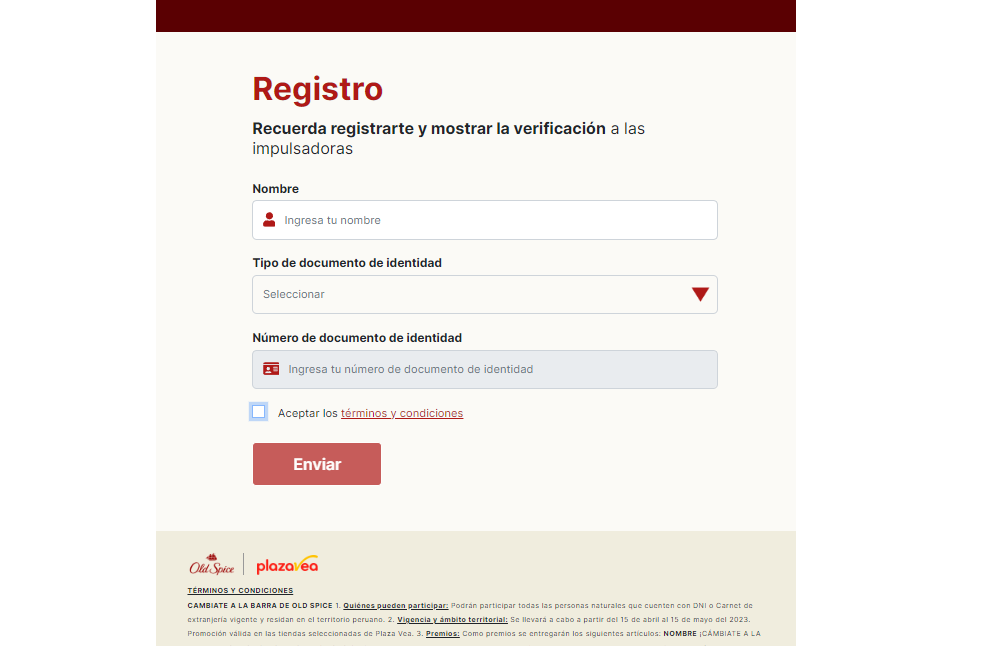 Registro
Recuerda registrarte y mostrar la verificación a las
impulsadoras
Nombre
Ingresa tu nombre
Tipo de documento de identidad
Seleccionar
Número de documento de identidad
Ingresa tu número de documento de identidad
Aceptar los términos y condiciones
Enviar
Old Spice plazavea
TÉRMINOS Y CONDICIONES
CAMBIATE A LA BARRA DE OLD SPICE 1. Quiénes pueden participar: Podrán participar todas las personas naturales que cuenten con DNI o Carnet de
extranjería vigente y residan en el territorio peruano. 2. Vigencia y ámbito territorial: Se llevará a cabo a partir del 15 de abril al 15 de mayo del 2023.
Promoción válida en las tiendas seleccionadas de Plaza Vea. 3. Premios: Como premios se entregarán los siguientes artículos: NOMBRE ¡CÁMBIATE A LA